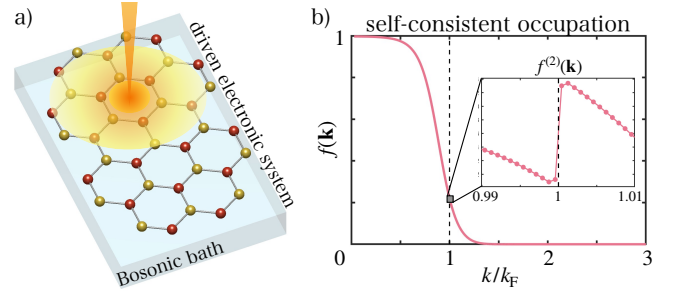 a)
driven electronic system
Bosonic bath
b)
self-consistent occupation
f(k)
1
0
1
2
3
k/k_F
f^(2)(k)
0.99
1
1.01